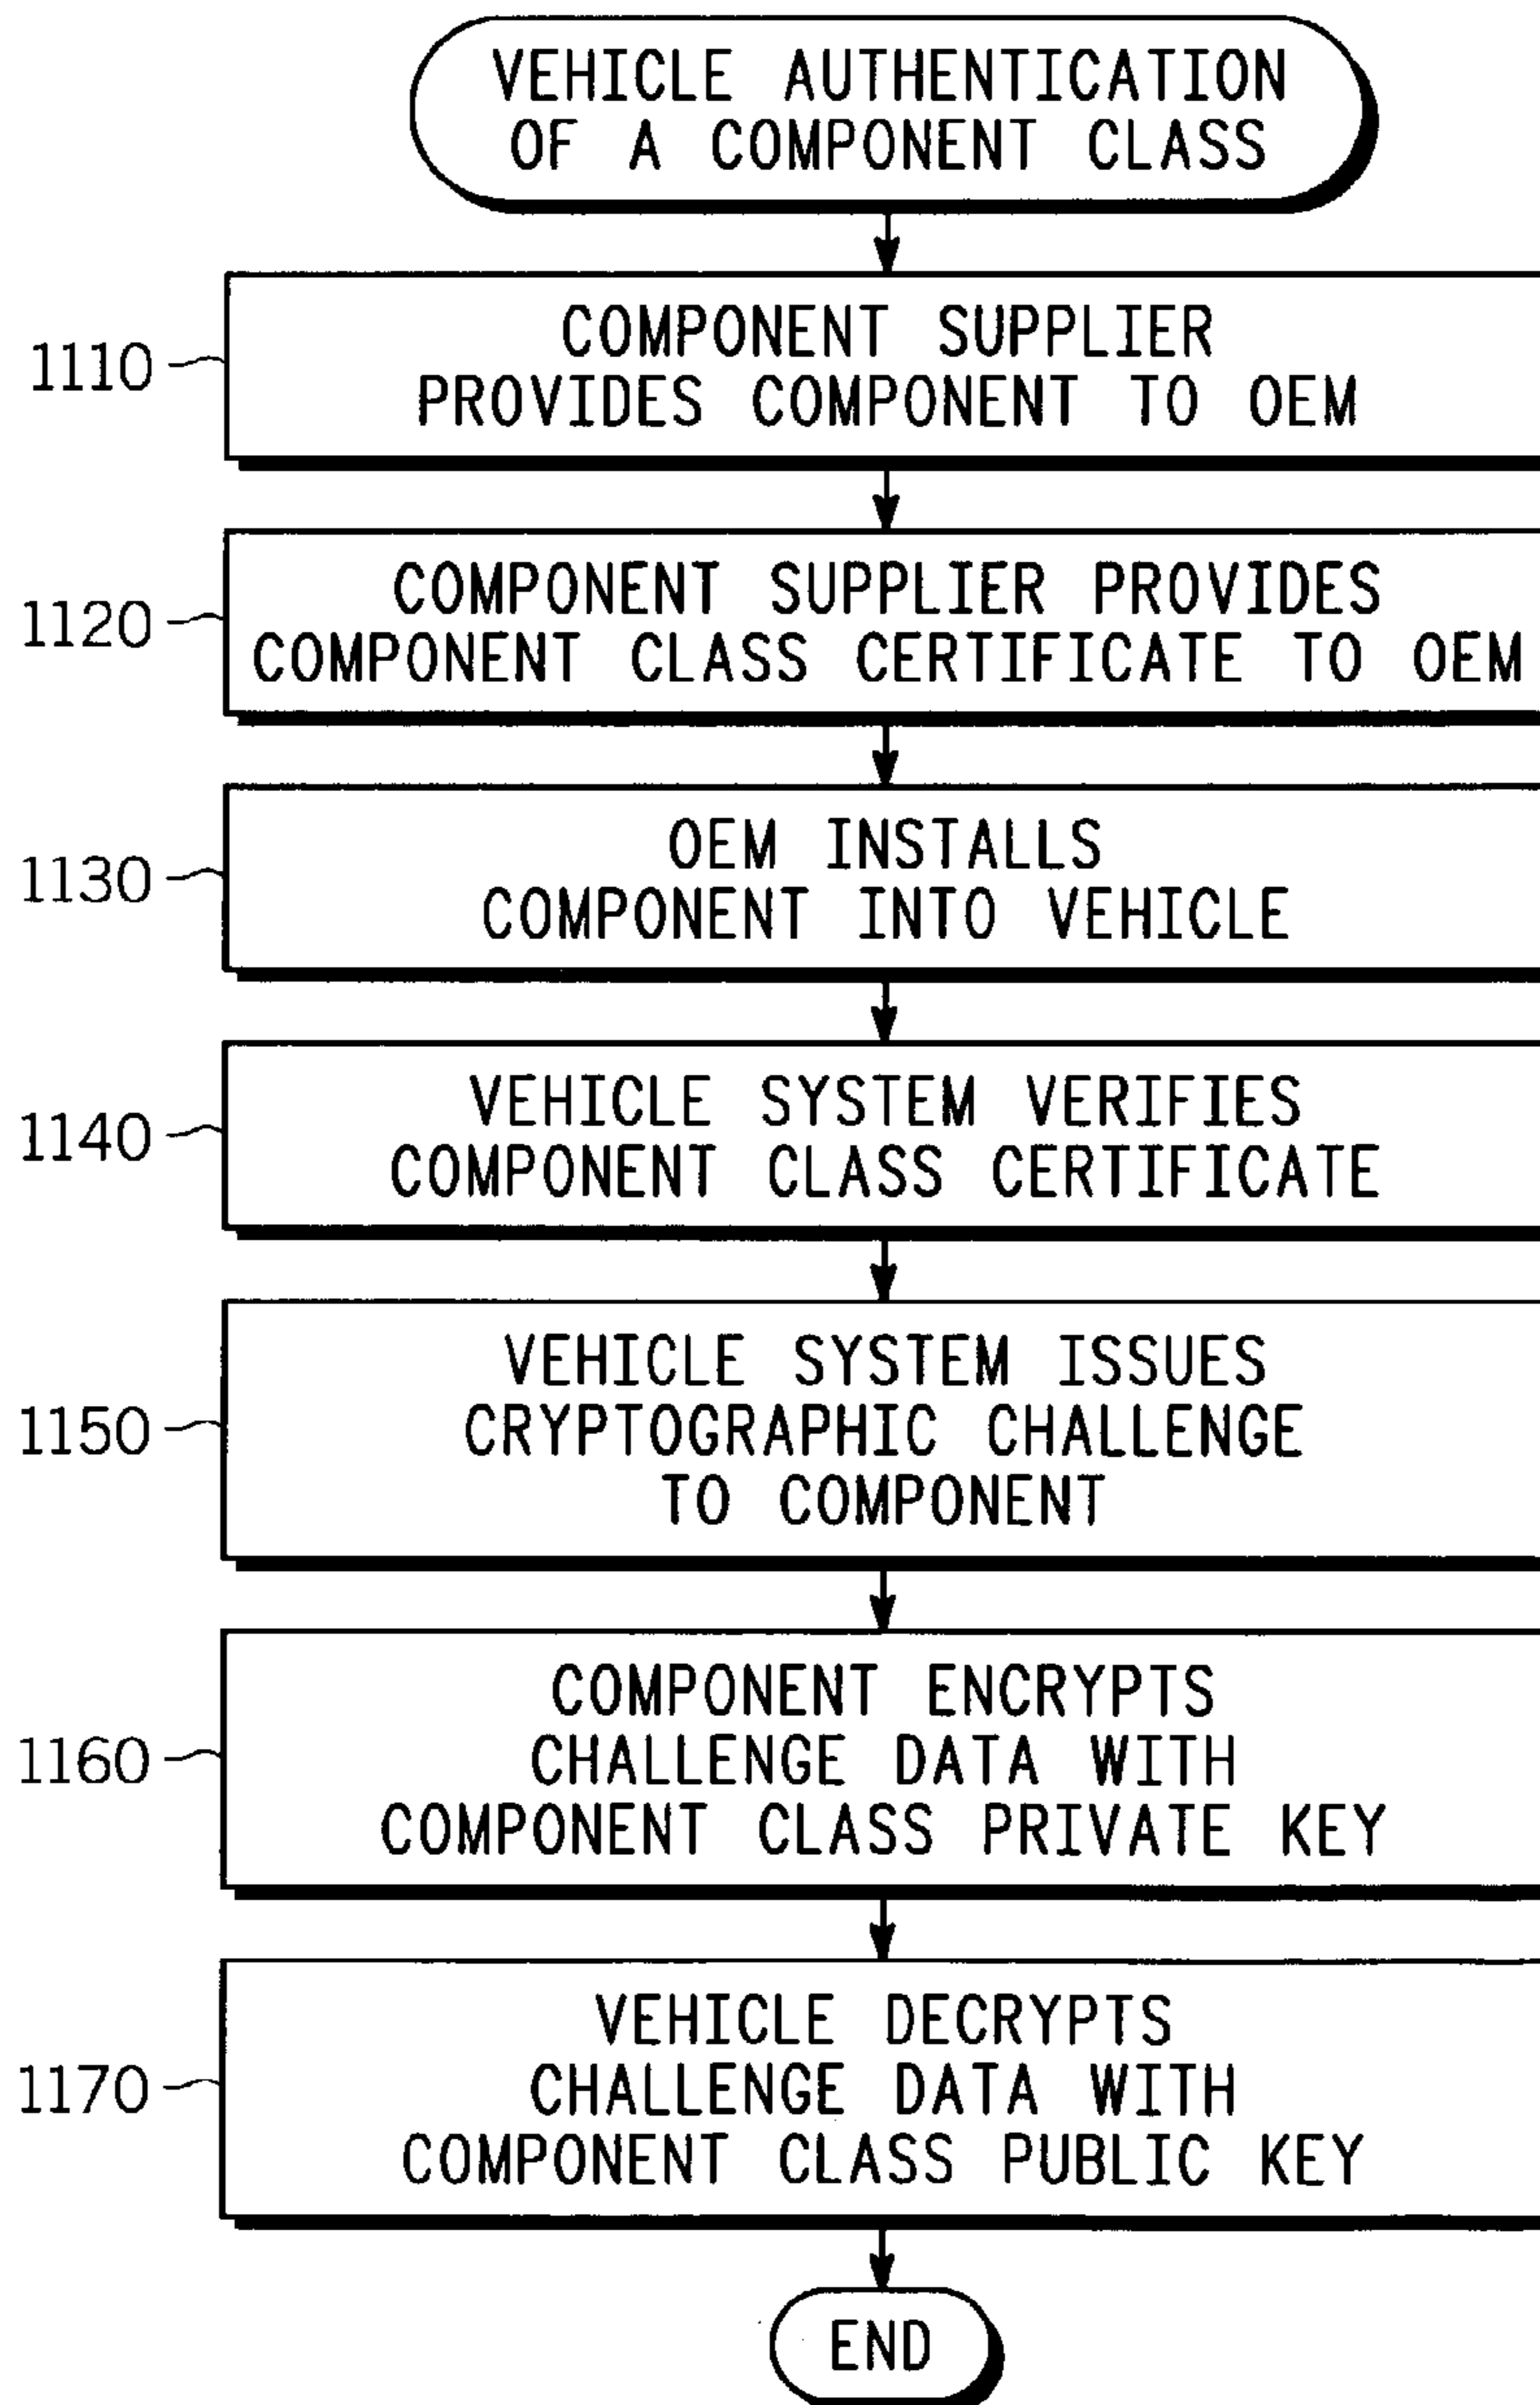 VEHICLE AUTHENTICATION
OF A COMPONENT CLASS
1110
COMPONENT SUPPLIER
PROVIDES COMPONENT TO OEM
1120
COMPONENT SUPPLIER PROVIDES
COMPONENT CLASS CERTIFICATE TO OEM
1130
OEM INSTALLS
COMPONENT INTO VEHICLE
1140
VEHICLE SYSTEM VERIFIES
COMPONENT CLASS CERTIFICATE
1150
VEHICLE SYSTEM ISSUES
CRYPTOGRAPHIC CHALLENGE
TO COMPONENT
1160
COMPONENT ENCRYPTS
CHALLENGE DATA WITH
COMPONENT CLASS PRIVATE KEY
1170
VEHICLE DECRYPTS
CHALLENGE DATA WITH
COMPONENT CLASS PUBLIC KEY
END